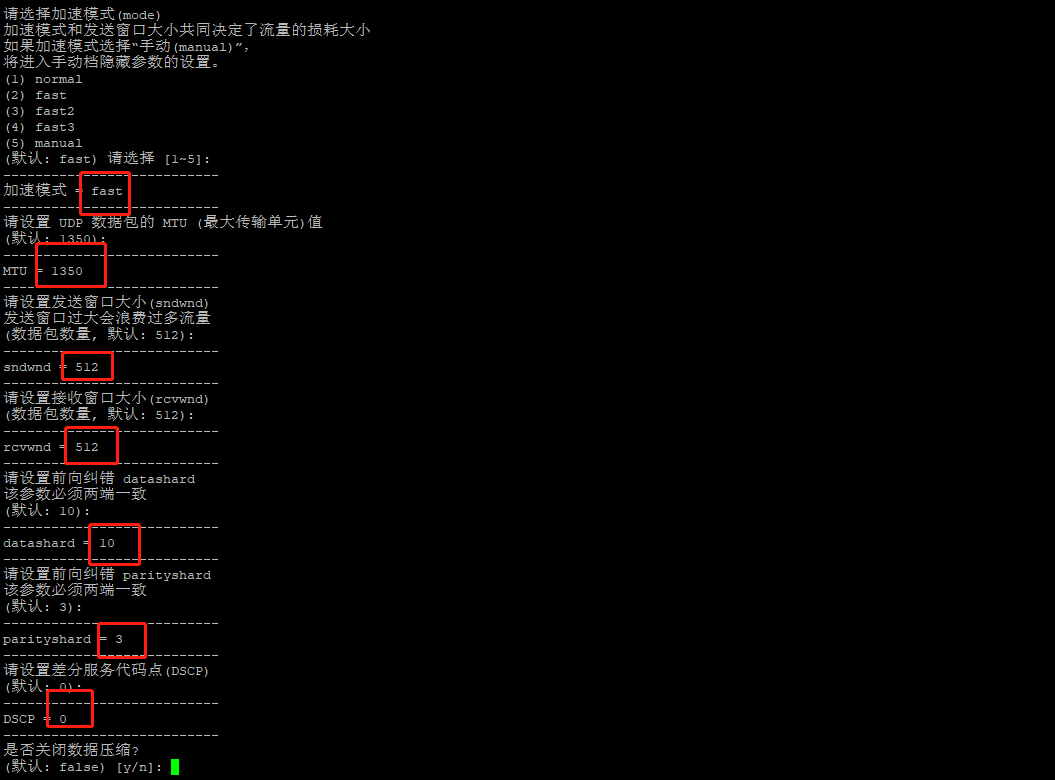 请选择加速模式(mode)
加速模式和发送窗口大小共同决定了流量的损耗大小
如果加速模式选择“手动(manual)”，
将进入手动档隐藏参数的设置。
(1) normal
(2) fast
(3) fast2
(4) fast3
(5) manual
(默认: fast) 请选择 [1~5]:
---------------------------
加速模式 = fast
---------------------------
请设置 UDP 数据包的 MTU (最大传输单元)值
(默认: 1350):
---------------------------
MTU = 1350
---------------------------
请设置发送窗口大小(sndwnd)
发送窗口过大会浪费过多流量
(数据包数量, 默认: 512):
---------------------------
sndwnd = 512
---------------------------
请设置接收窗口大小(rcvwnd)
(数据包数量, 默认: 512):
---------------------------
rcvwnd = 512
---------------------------
请设置前向纠错 datashard
该参数必须两端一致
(默认: 10):
---------------------------
datashard = 10
---------------------------
请设置前向纠错 parityshard
该参数必须两端一致
(默认: 3):
---------------------------
parityshard = 3
---------------------------
请设置差分服务代码点(DSCP)
(默认: 0):
---------------------------
DSCP = 0
---------------------------
是否关闭数据压缩?
(默认: false) [y/n]: